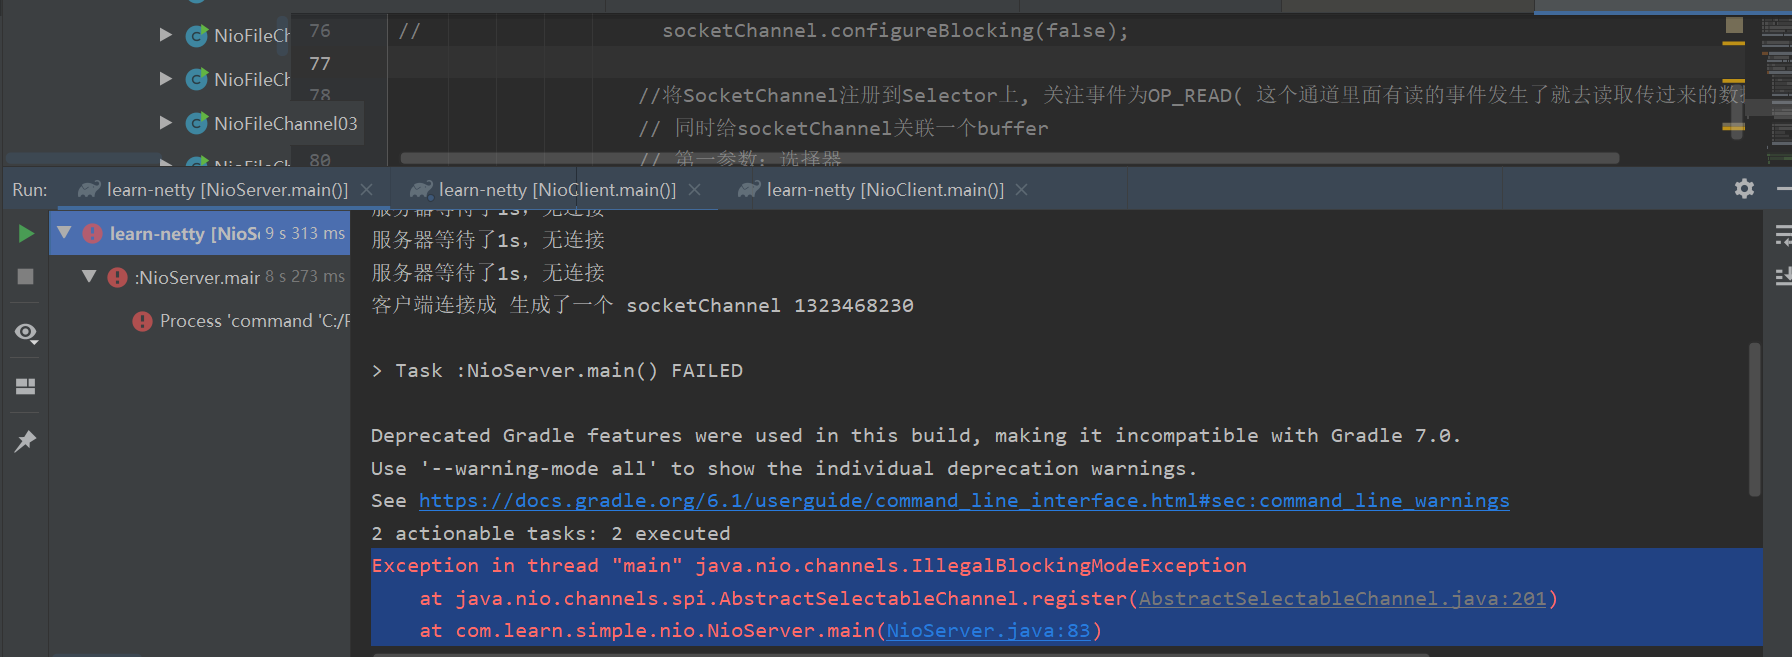 NioFileCh
NioFileCh
NioFileChannel03
NioFileChannel
76 // socketChannel.configureBlocking(false);
77
78 //将SocketChannel注册到Selector上, 关注事件为OP_READ( 这个通道里面有读的事件发生了就去读取传过来的数
// 同时给socketChannel关联一个buffer
80 // 第一参数：选择器
Run: learn-netty [NioServer.main()] learn-netty [NioClient.main()] learn-netty [NioClient.main()]
learn-netty [NioS 9 s 313 ms
:NioServer.main 8 s 273 ms
Process 'command 'C:/P
服务器等待了1s，无连接
服务器等待了1s，无连接
服务器等待了1s，无连接
客户端连接成 生成了一个 socketChannel 1323468230
> Task :NioServer.main() FAILED
Deprecated Gradle features were used in this build, making it incompatible with Gradle 7.0.
Use '--warning-mode all' to show the individual deprecation warnings.
See https://docs.gradle.org/6.1/userguide/command_line_interface.html#sec:command_line_warnings
2 actionable tasks: 2 executed
Exception in thread "main" java.nio.channels.IllegalBlockingModeException
at java.nio.channels.spi.AbstractSelectableChannel.register(AbstractSelectableChannel.java:201)
at com.learn.simple.nio.NioServer.main(NioServer.java:83)